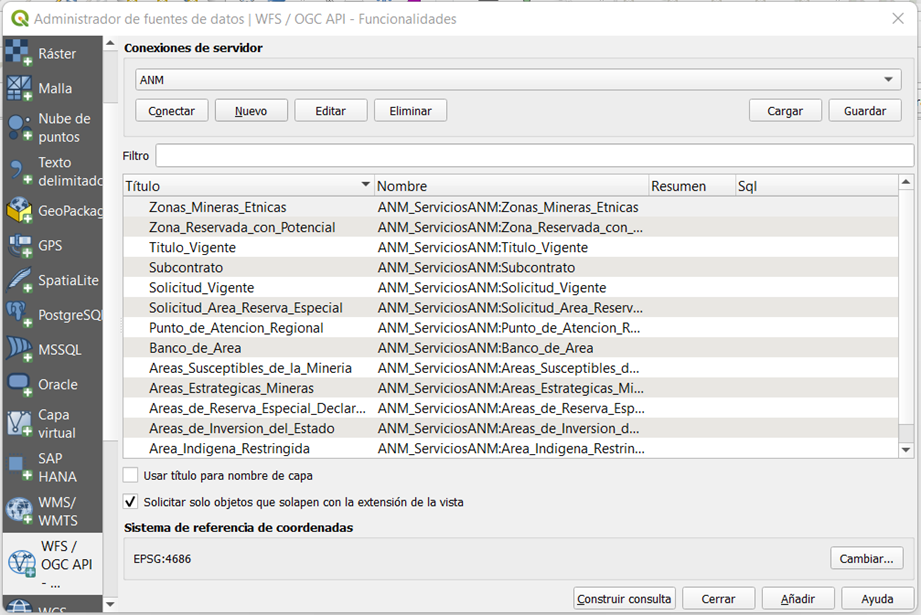 Administrador de fuentes de datos | WFS / OGC API - Funcionalidades
Ráster
Malla
Nube de
puntos
Texto
delimitado
GeoPackag
GPS
SpatiaLite
PostgreSQL
MSSQL
Oracle
Capa
virtual
SAP
HANA
WMS/
WMTS
WFS /
OGC API
- ...
WCS
Conexiones de servidor
ANM
Conectar Nuevo Editar Eliminar Cargar Guardar
Filtro
Título Nombre Resumen Sql
Zonas_Mineras_Etnicas ANM_ServiciosANM:Zonas_Mineras_Etnicas
Zona_Reservada_con_Potencial ANM_ServiciosANM:Zona_Reservada_con_...
Titulo_Vigente ANM_ServiciosANM:Titulo_Vigente
Subcontrato ANM_ServiciosANM:Subcontrato
Solicitud_Vigente ANM_ServiciosANM:Solicitud_Vigente
Solicitud_Area_Reserva_Especial ANM_ServiciosANM:Solicitud_Area_Reserv...
Punto_de_Atencion_Regional ANM_ServiciosANM:Punto_de_Atencion_R...
Banco_de_Area ANM_ServiciosANM:Banco_de_Area
Areas_Susceptibles_de_la_Mineria ANM_ServiciosANM:Areas_Susceptibles_d...
Areas_Estrategicas_Mineras ANM_ServiciosANM:Areas_Estrategicas_Mi...
Areas_de_Reserva_Especial_Declar... ANM_ServiciosANM:Areas_de_Reserva_Esp...
Areas_de_Inversion_del_Estado ANM_ServiciosANM:Areas_de_Inversion_d...
Area_Indigena_Restringida ANM_ServiciosANM:Area_Indigena_Restrin...
Usar título para nombre de capa
Solicitar solo objetos que solapen con la extensión de la vista
Sistema de referencia de coordenadas
EPSG:4686 Cambiar...
Construir consulta Cerrar Añadir Ayuda